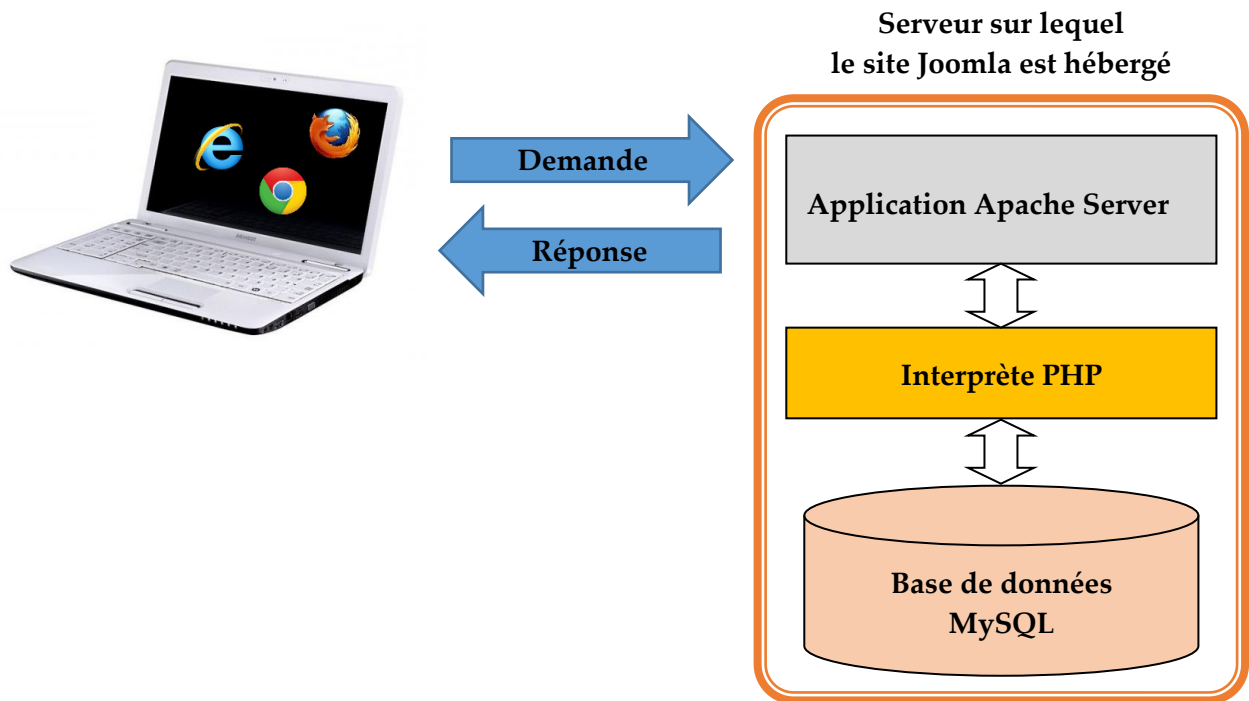 Serveur sur lequel
le site Joomla est hébergé
Demande
Réponse
Application Apache Server
Interprète PHP
Base de données
MySQL